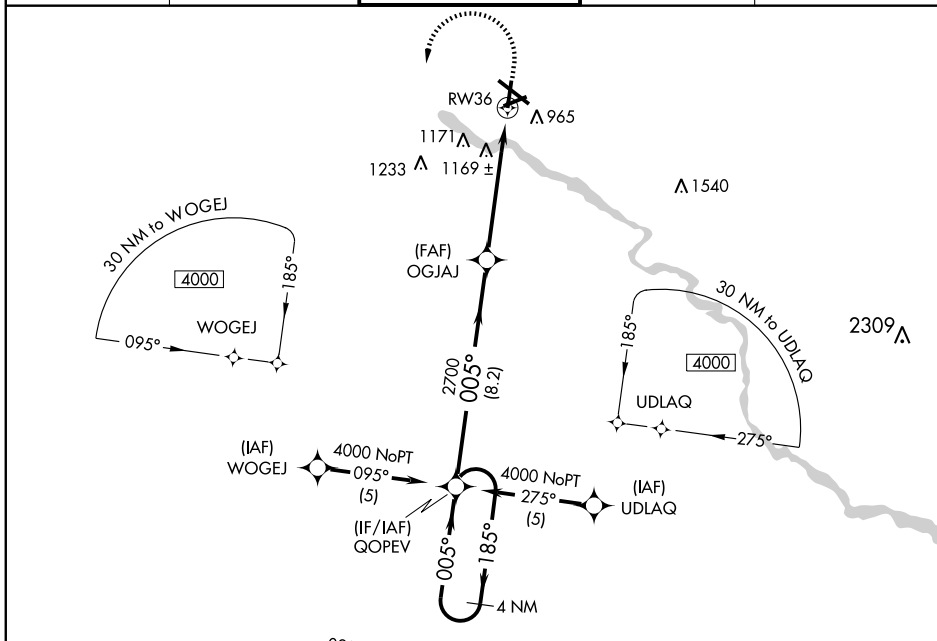 RW36
965
1171
1233
1169 ±
1540
(FAF)
OGJAJ
30 NM to WOGEJ
4000
185°
WOGEJ
095°
30 NM to UDLAQ
185°
4000
2309
UDLAQ
275°
2700
005°
(8.2)
(IAF)
WOGEJ
4000 NoPT
095°
(5)
4000 NoPT
275°
(5)
(IAF)
UDLAQ
(IF/IAF)
QOPEV
005°
185°
4 NM